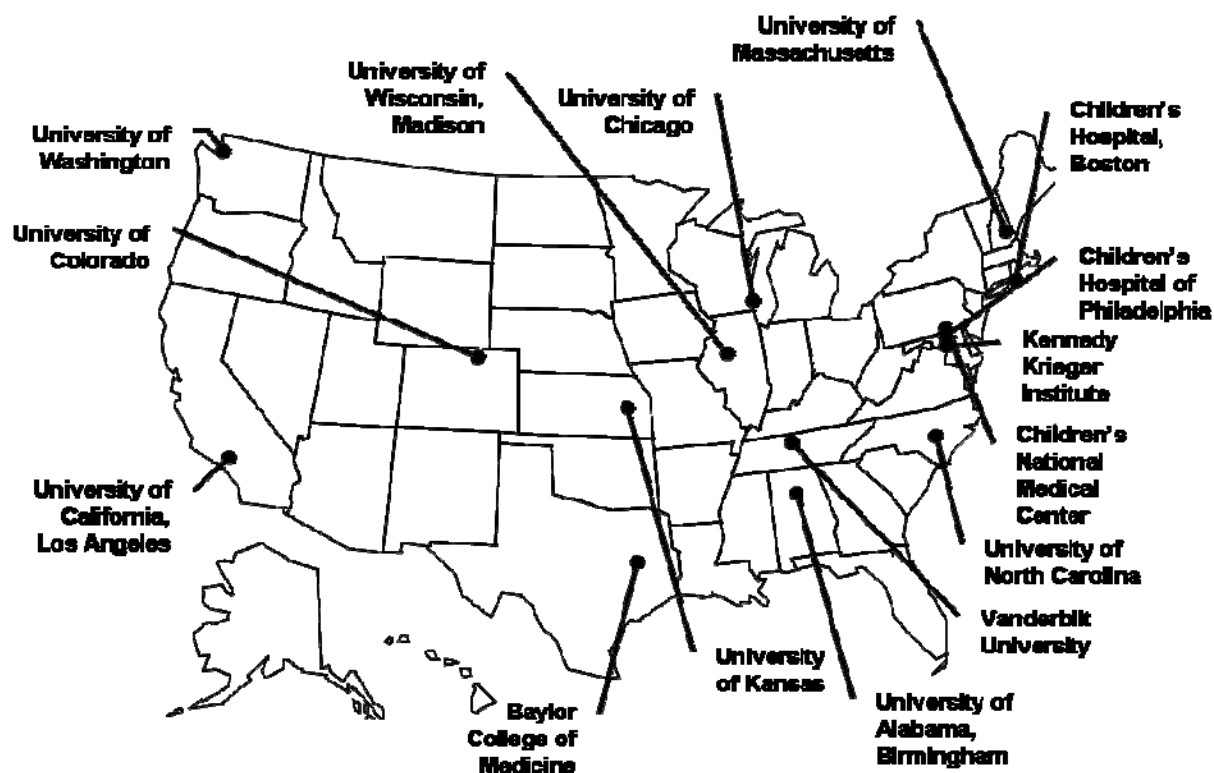 University of
Massachusetts
University of
Wisconsin,
Madison
University of
Chicago
Children's
Hospital,
Boston
University of
Washington
University of
Colorado
Children's
Hospital of
Philadelphia
Kennedy
Krieger
Institute
Children's
National
Medical
Center
University of
California,
Los Angeles
University of
North Carolina
Vanderbilt
University
University
of Kansas
University of
Alabama,
Birmingham
Baylor
College of
Medicine